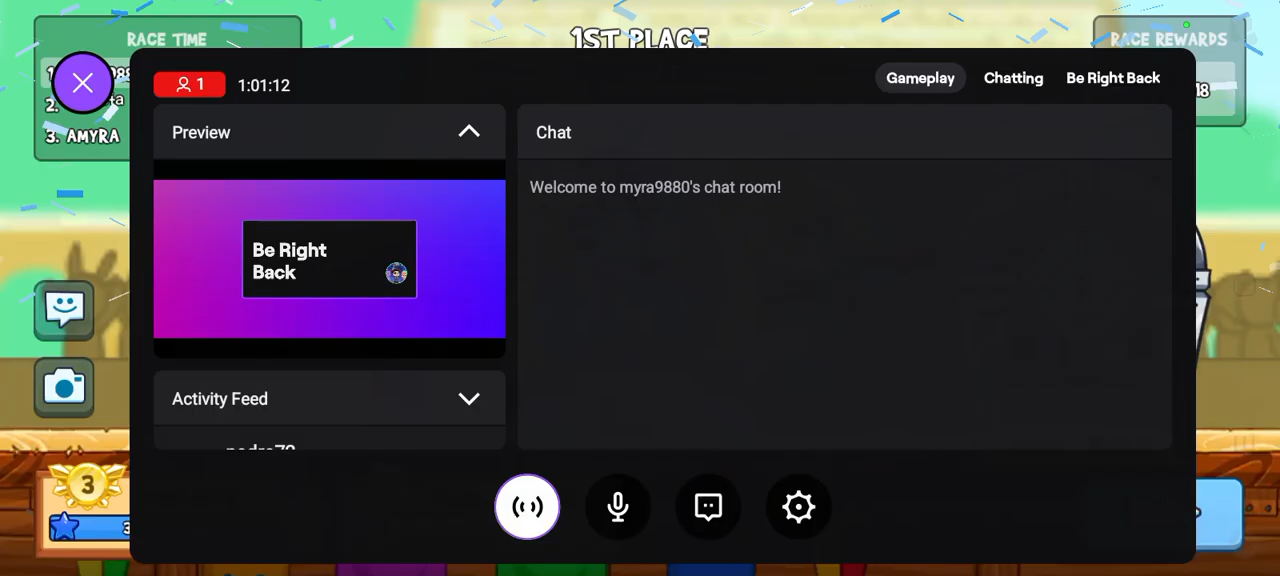 RACE TIME
1ST PLACE
RACE REWARDS
1
1:01:12
Gameplay
Chatting
Be Right Back
2.
3. AMYRA
Preview
Chat
Welcome to myra9880's chat room!
Be Right
Back
Activity Feed
3